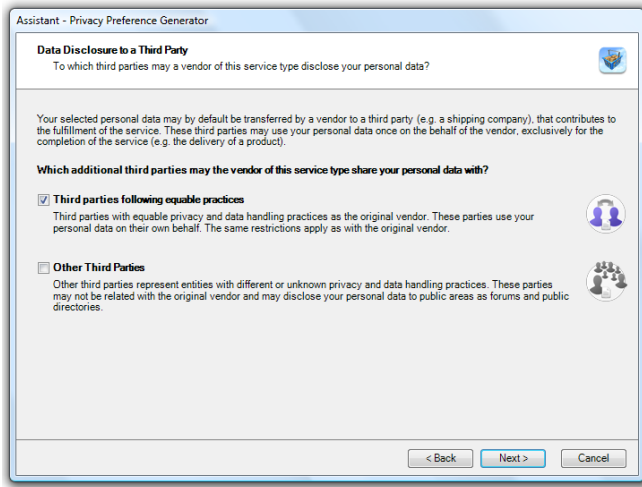 Assistant - Privacy Preference Generator
Data Disclosure to a Third Party
To which third parties may a vendor of this service type disclose your personal data?
Your selected personal data may by default be transferred by a vendor to a third party (e.g. a shipping company), that contributes to
the fulfillment of the service. These third parties may use your personal data once on the behalf of the vendor, exclusively for the
completion of the service (e.g. the delivery of a product).
Which additional third parties may the vendor of this service type share your personal data with?
Third parties following equable practices
Third parties with equable privacy and data handling practices as the original vendor. These parties use your
personal data on their own behalf. The same restrictions apply as with the original vendor.
Other Third Parties
Other third parties represent entities with different or unknown privacy and data handling practices. These parties
may not be related with the original vendor and may disclose your personal data to public areas as forums and public
directories.
< Back
Next >
Cancel